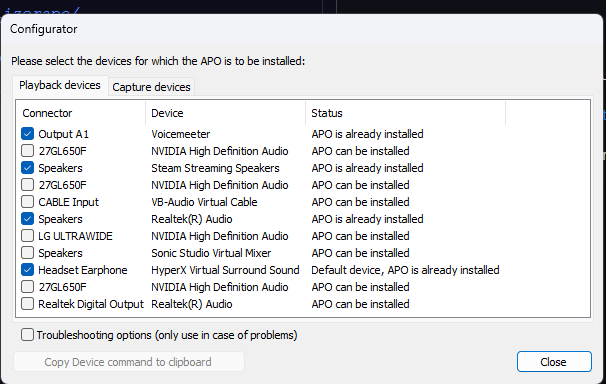 izerapo/
Configurator
Please select the devices for which the APO is to be installed:
Playback devices Capture devices
Connector Device Status
Output A1 Voicemeeter APO is already installed
27GL650F NVIDIA High Definition Audio APO can be installed
Speakers Steam Streaming Speakers APO is already installed
27GL650F NVIDIA High Definition Audio APO can be installed
CABLE Input VB-Audio Virtual Cable APO can be installed
Speakers Realtek(R) Audio APO is already installed
LG ULTRAWIDE NVIDIA High Definition Audio APO can be installed
Speakers Sonic Studio Virtual Mixer APO can be installed
Headset Earphone HyperX Virtual Surround Sound Default device, APO is already installed
27GL650F NVIDIA High Definition Audio APO can be installed
Realtek Digital Output Realtek(R) Audio APO can be installed
Troubleshooting options (only use in case of problems)
Copy Device command to clipboard Close